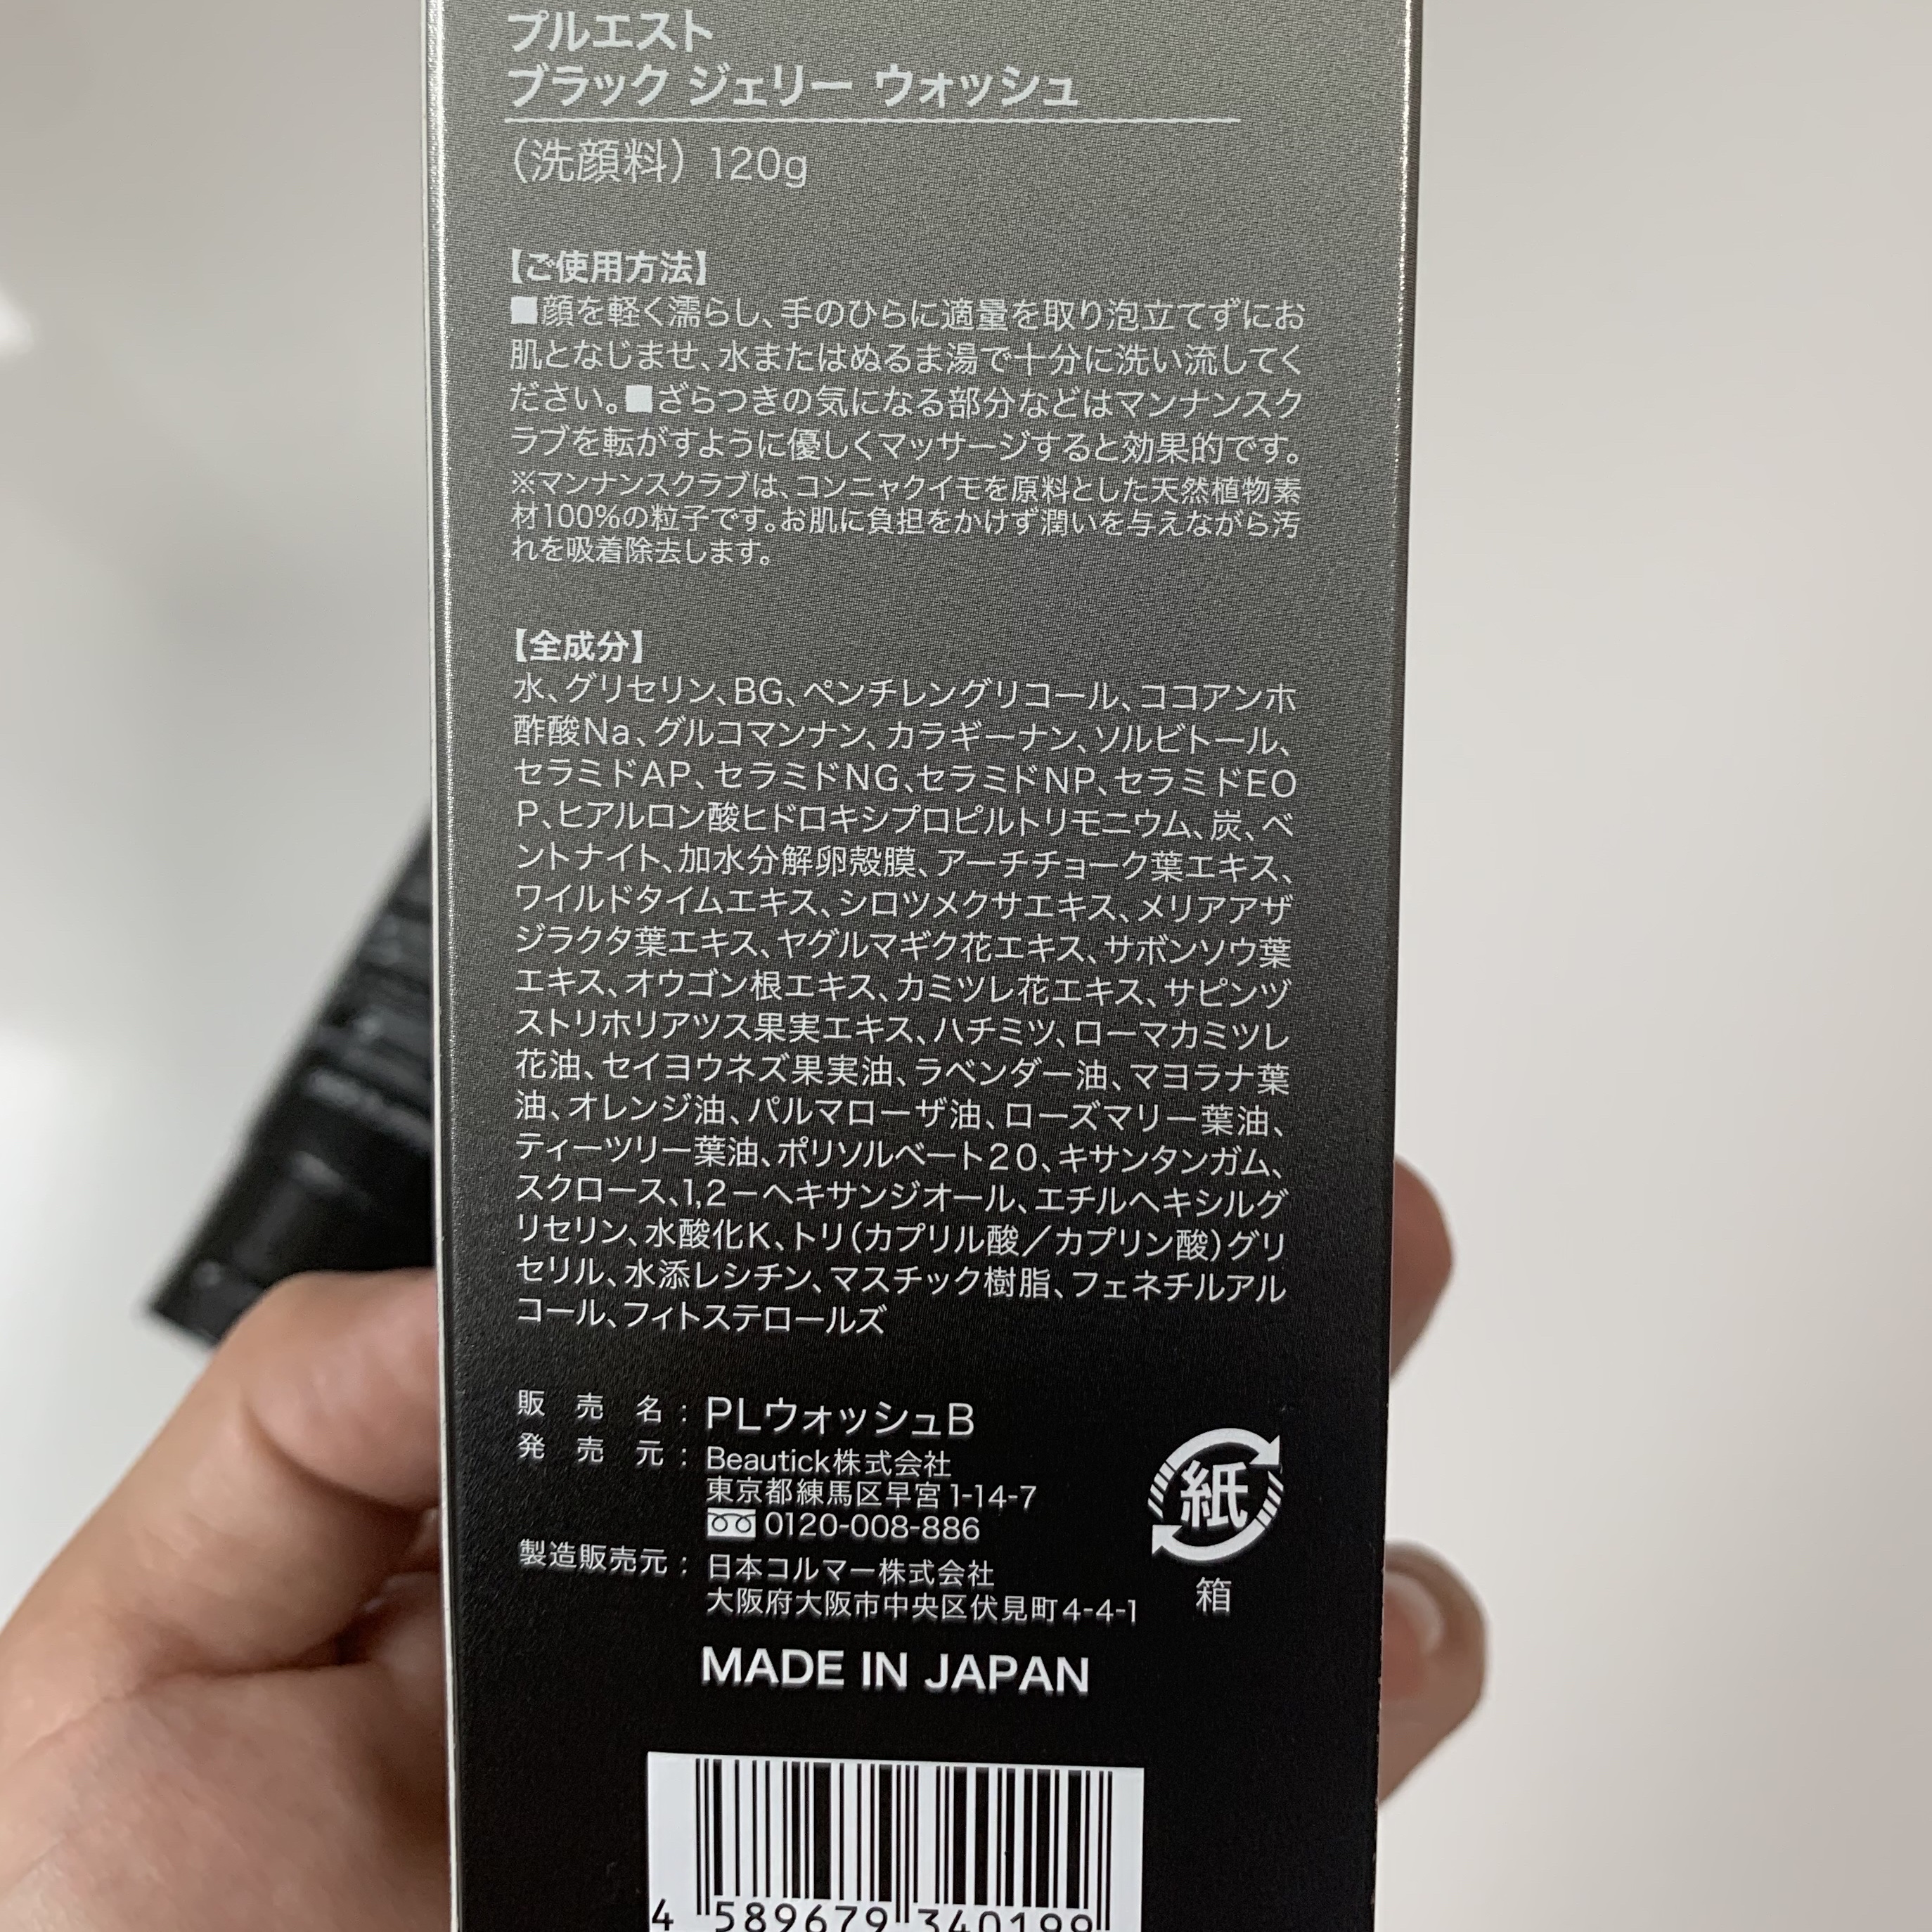 プルエスト
ブラック ジェリー ウォッシュ
（洗顔料）120g
【ご使用方法】
■顔を軽く濡らし、手のひらに適量を取り泡立てずにお
肌となじませ、水またはぬるま湯で十分に洗い流してく
ださい。■ざらつきの気になる部分などはマンナンスク
ラブを転がすように優しくマッサージすると効果的です。
※マンナンスクラブは、コンニャクイモを原料とした天然植物素
材100%の粒子です。お肌に負担をかけず潤いを与えながら汚
れを吸着除去します。
【全成分】
水、グリセリン、BG、ペンチレングリコール、ココアンホ
酢酸Na、グルコマンナン、カラギーナン、ソルビトール、
セラミドAP、セラミドNG、セラミドNP、セラミドEO
P、ヒアルロン酸ヒドロキシプロピルトリモニウム、炭、ベ
ントナイト、加水分解卵殻膜、アーチチョーク葉エキス、
ワイルドタイムエキス、シロツメクサエキス、メリアアザ
ジラクタ葉エキス、ヤグルマギク花エキス、サボンソウ葉
エキス、オウゴン根エキス、カミツレ花エキス、サピンヅ
ストリホリアツス果実エキス、ハチミツ、ローマカミツレ
花油、セイヨウネズ果実油、ラベンダー油、マヨラナ葉
油、オレンジ油、パルマローザ油、ローズマリー葉油、
ティーツリー葉油、ポリソルベート20、キサンタンガム、
スクロース、1,2－ヘキサンジオール、エチルヘキシルグ
リセリン、水酸化K、トリ(カプリル酸／カプリン酸)グリ
セリル、水添レシチン、マスチック樹脂、フェネチルアル
コール、フィトステロールズ
販売名：PLウォッシュB
発売元：Beautick株式会社
東京都練馬区早宮1-14-7
0120-008-886
製造販売元：日本コルマー株式会社
大阪府大阪市中央区伏見町4-4-1
紙
箱
MADE IN JAPAN
4 589679 340199